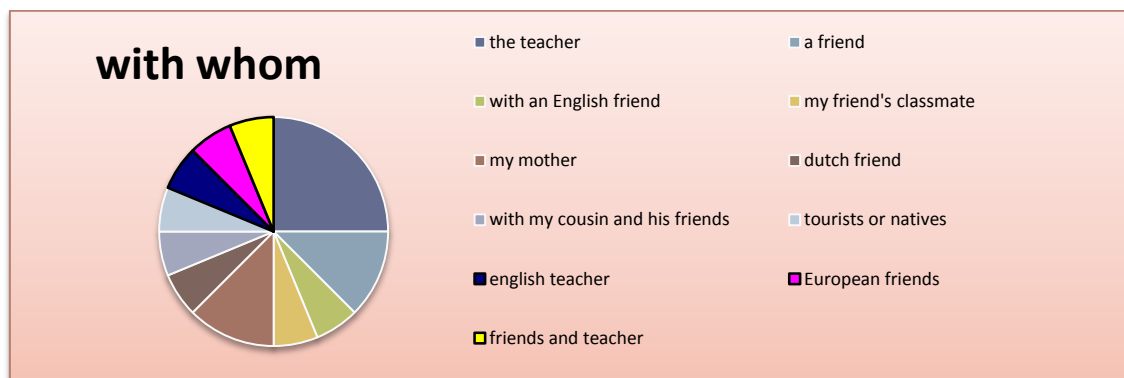 with whom
the teacher
a friend
with an English friend
my friend's classmate
my mother
dutch friend
with my cousin and his friends
tourists or natives
english teacher
European friends
friends and teacher